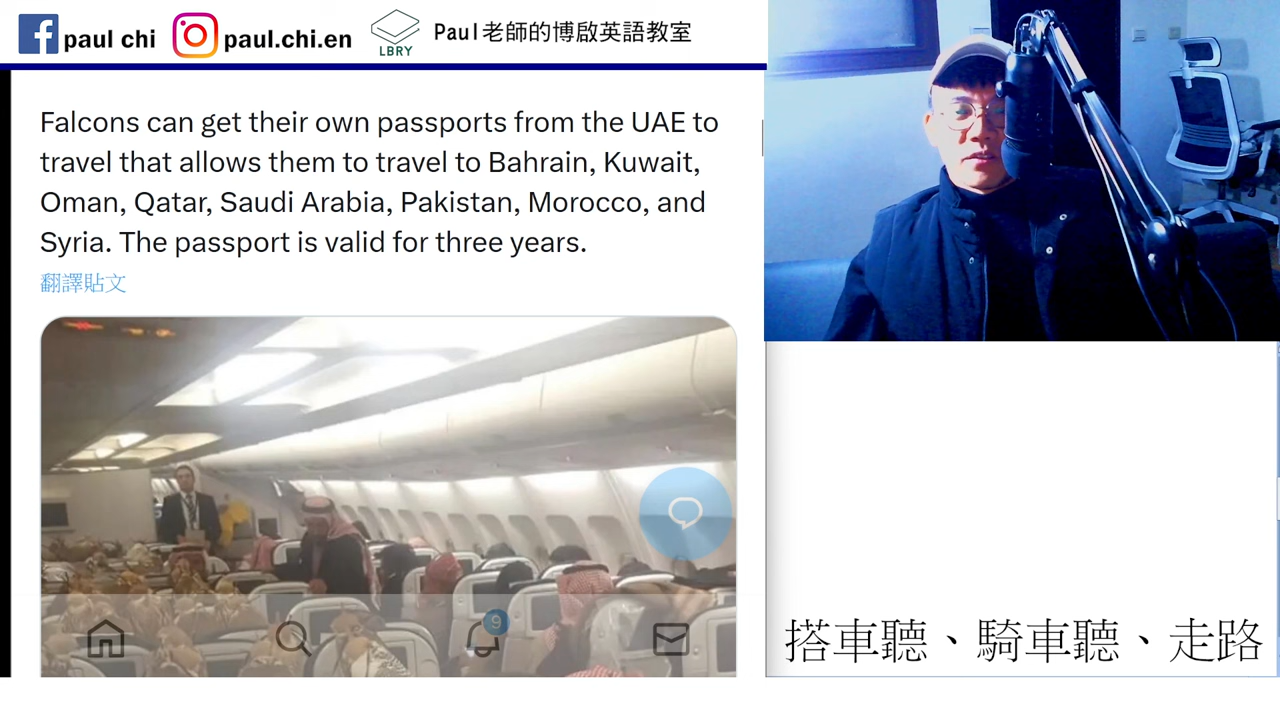 paul chi
paul.chi.en
LBRY
Paul老師的博啟英語教室
Falcons can get their own passports from the UAE to
travel that allows them to travel to Bahrain, Kuwait,
Oman, Qatar, Saudi Arabia, Pakistan, Morocco, and
Syria. The passport is valid for three years.
翻譯貼文
9
搭車聽、騎車聽、走路